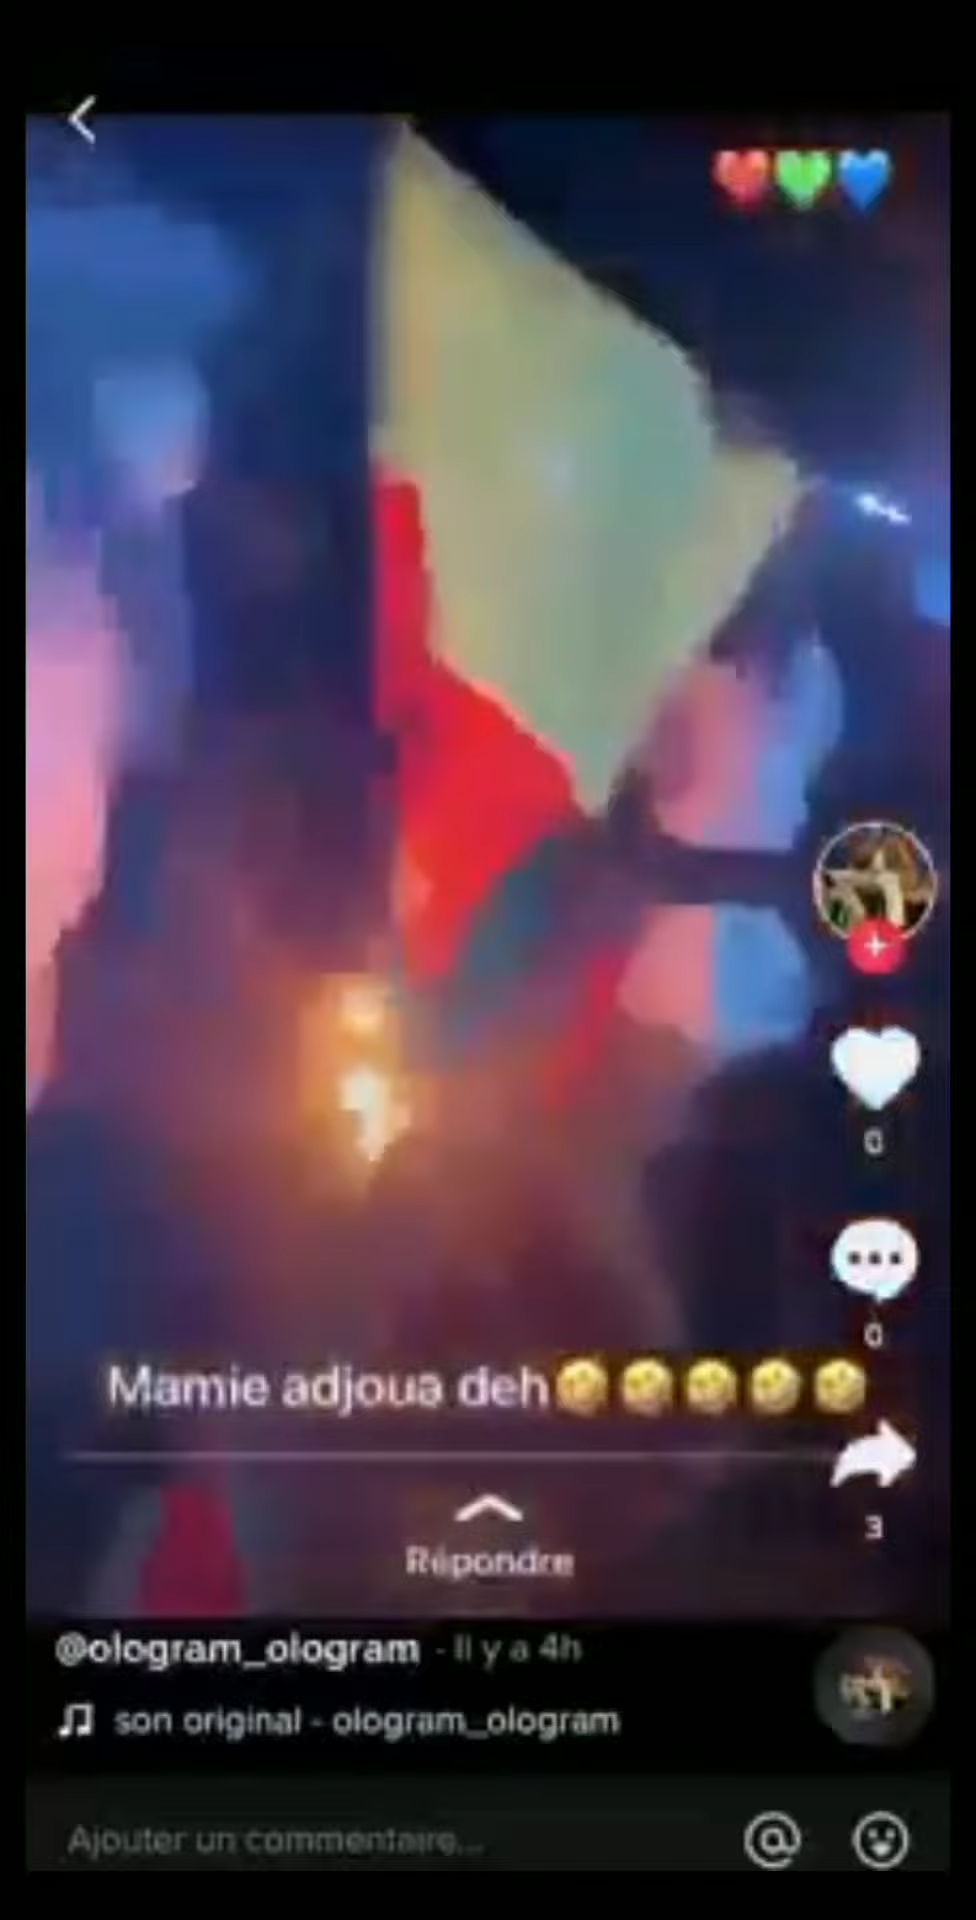 ❤️💚💙
0
0
Mamie adjoua deh🤣🤣🤣🤣🤣
3
Répondre
@ologram_ologram · Il y a 4h
son original - ologram_ologram
Ajouter un commentaire...